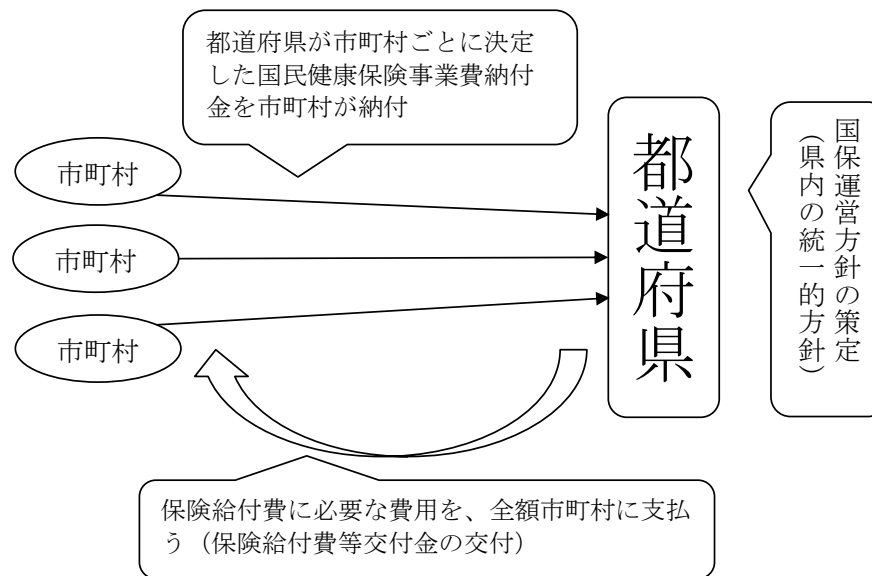 都道府県が市町村ごとに決定
した国民健康保険事業費納付
金を市町村が納付
市町村
市町村
市町村
都道府県
国保運営方針の策定
（県内の統一的方針）
保険給付費に必要な費用を、全額市町村に支払
う（保険給付費等交付金の交付）